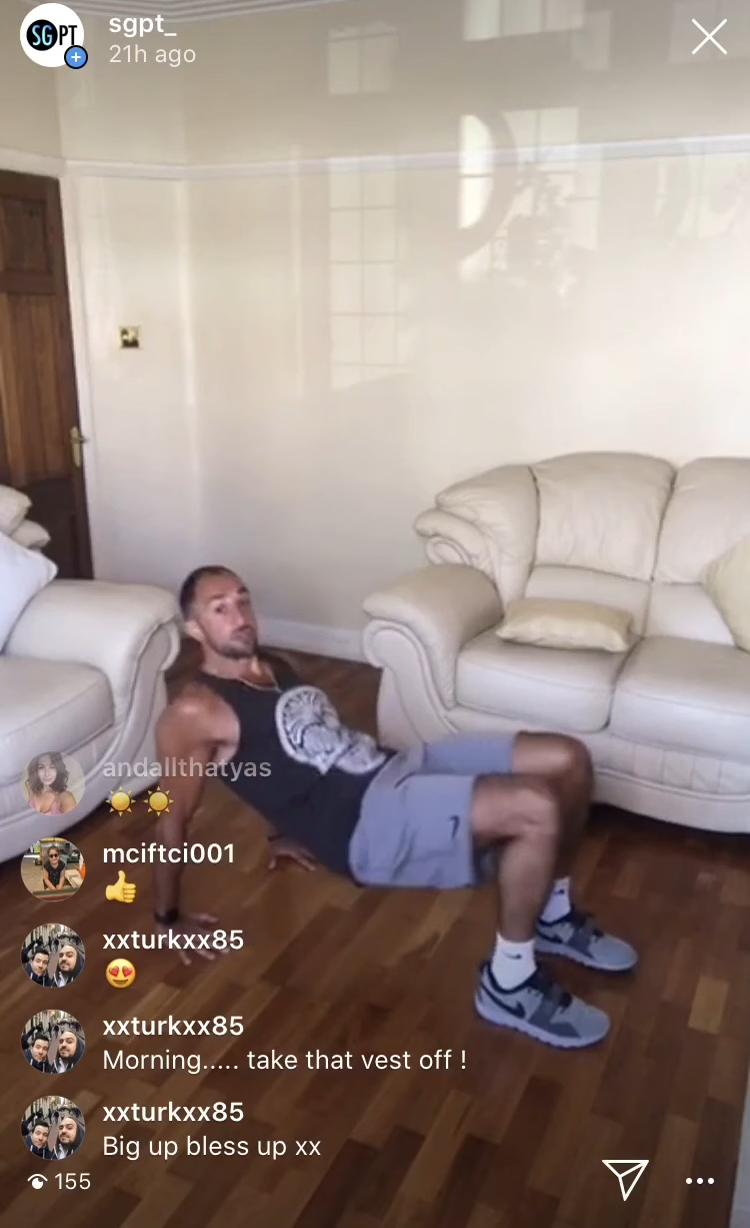 SGPT
sgpt_
21h ago
andallthatyas
☀️ ☀️
mciftci001
👍
xxturkxx85
😍
xxturkxx85
Morning..... take that vest off !
xxturkxx85
Big up bless up xx
155